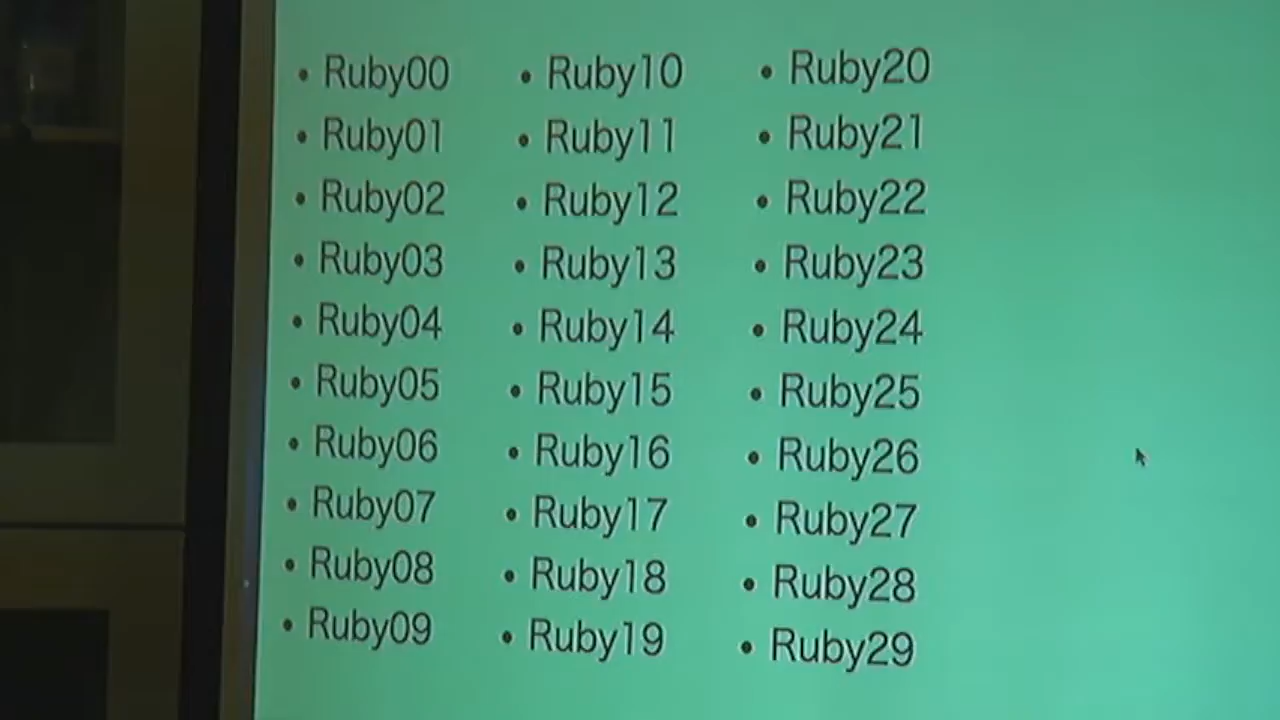 • Ruby00
• Ruby01
• Ruby02
• Ruby03
• Ruby04
• Ruby05
• Ruby06
• Ruby07
• Ruby08
• Ruby09
• Ruby10
• Ruby11
• Ruby12
• Ruby13
• Ruby14
• Ruby15
• Ruby16
• Ruby17
• Ruby18
• Ruby19
• Ruby20
• Ruby21
• Ruby22
• Ruby23
• Ruby24
• Ruby25
• Ruby26
• Ruby27
• Ruby28
• Ruby29